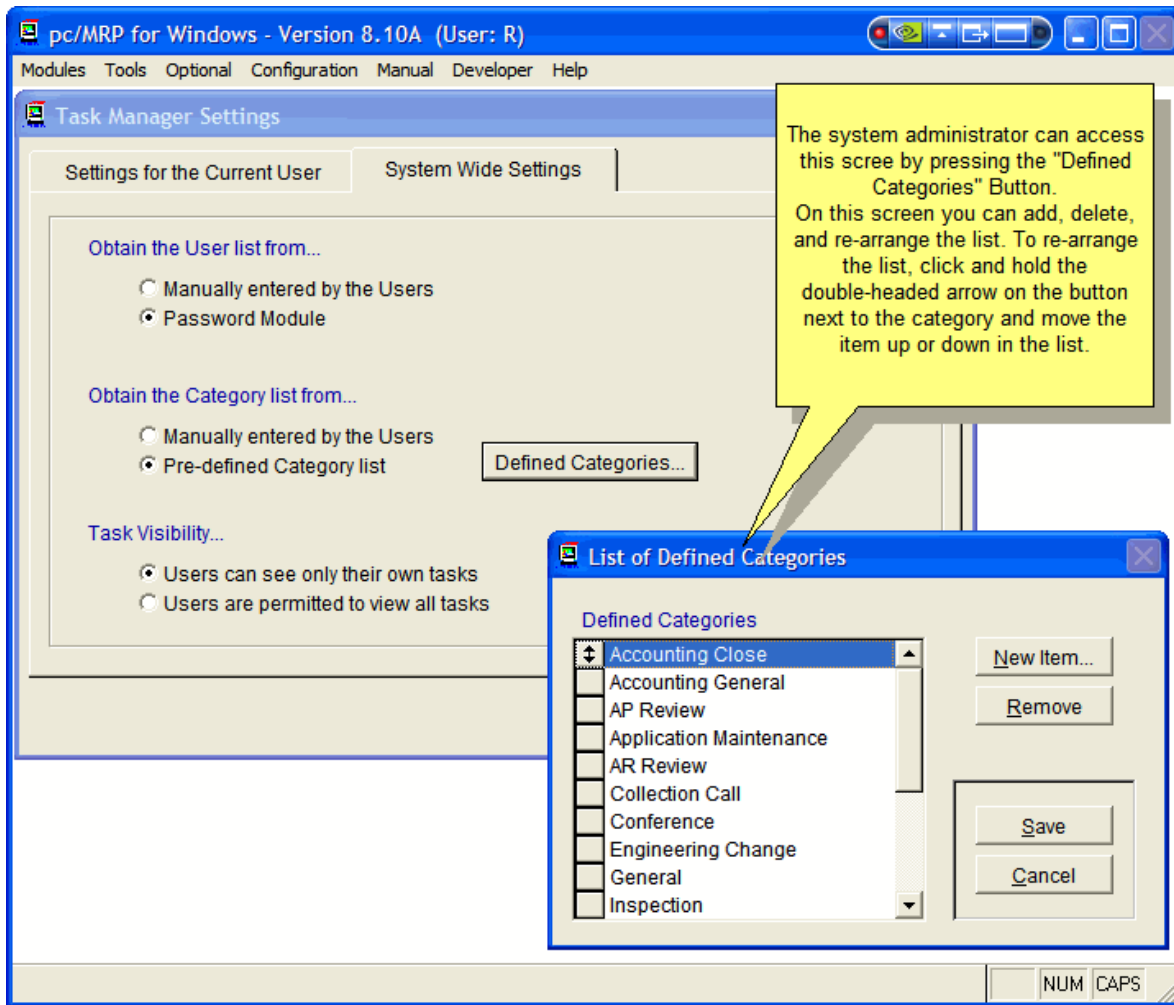 pc/MRP for Windows - Version 8.10A (User: R)
Modules Tools Optional Configuration Manual Developer Help
Task Manager Settings
Settings for the Current User
System Wide Settings
Obtain the User list from...
Manually entered by the Users
Password Module
Obtain the Category list from...
Manually entered by the Users
Pre-defined Category list
Defined Categories...
Task Visibility...
Users can see only their own tasks
Users are permitted to view all tasks
The system administrator can access
this scree by pressing the "Defined
Categories" Button.
On this screen you can add, delete,
and re-arrange the list. To re-arrange
the list, click and hold the
double-headed arrow on the button
next to the category and move the
item up or down in the list.
List of Defined Categories
Defined Categories
Accounting Close
Accounting General
AP Review
Application Maintenance
AR Review
Collection Call
Conference
Engineering Change
General
Inspection
New Item...
Remove
Save
Cancel
NUM CAPS